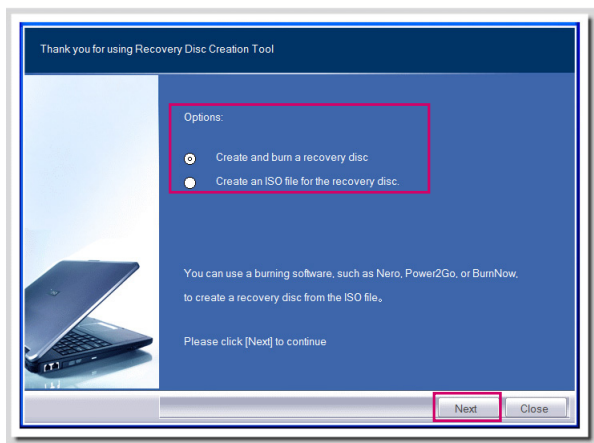 Thank you for using Recovery Disc Creation Tool
Options:
Create and burn a recovery disc
Create an ISO file for the recovery disc.
You can use a burning software, such as Nero, Power2Go, or BurnNow,
to create a recovery disc from the ISO file。
Please click [Next] to continue
Next Close